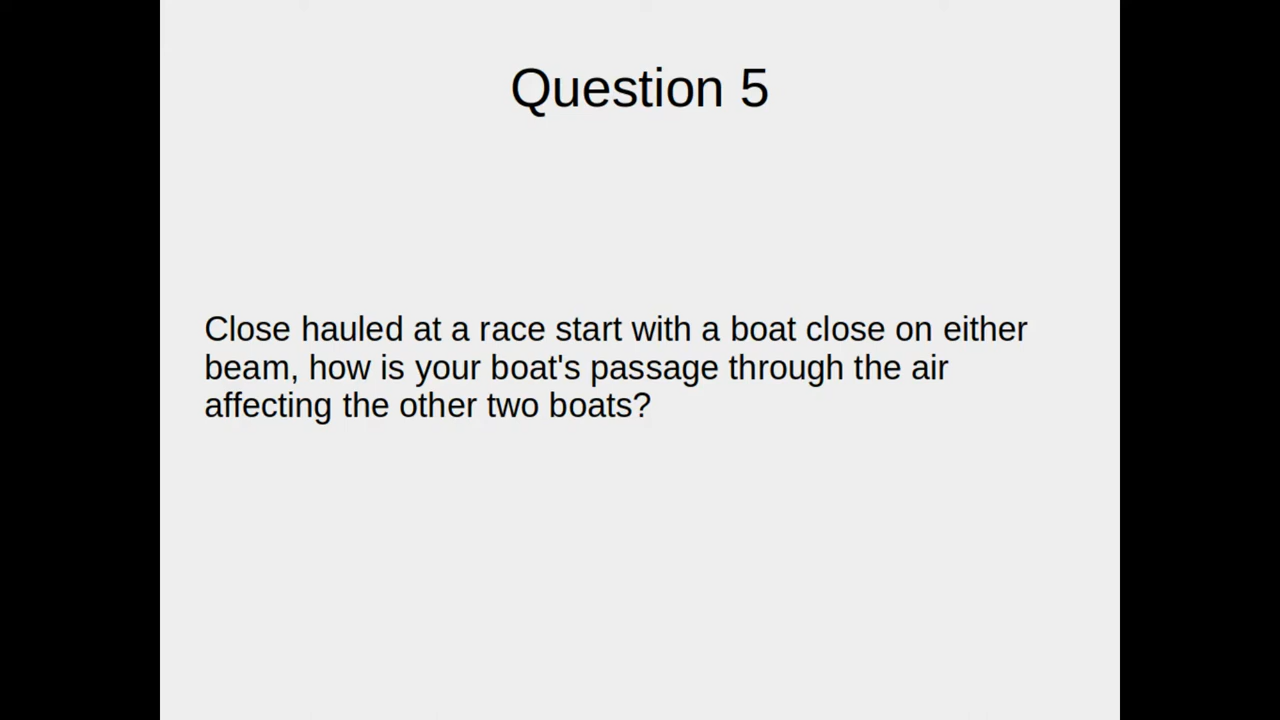 Question 5
Close hauled at a race start with a boat close on either
beam, how is your boat's passage through the air
affecting the other two boats?